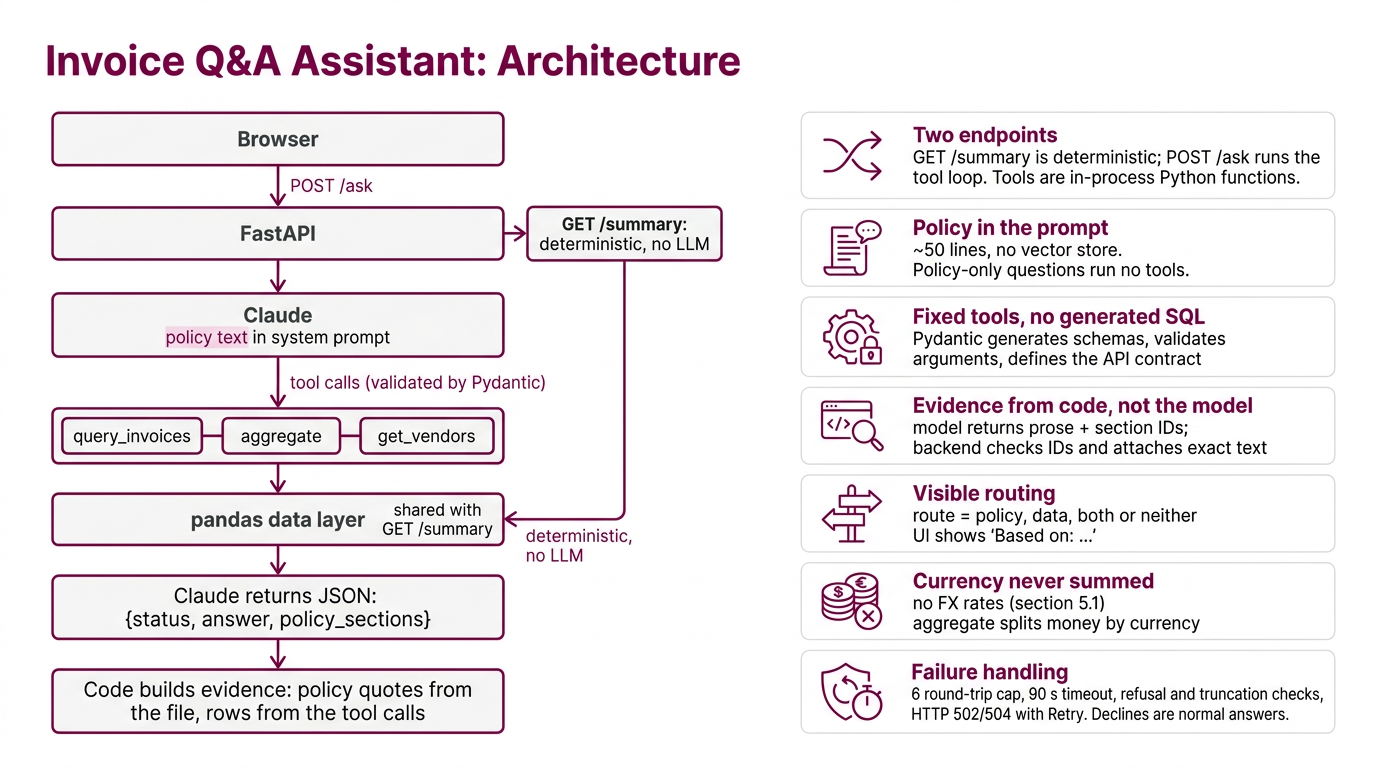 Invoice Q&A Assistant: Architecture
Browser
POST /ask
FastAPI
GET /summary:
deterministic, no LLM
Claude
policy text in system prompt
tool calls (validated by Pydantic)
query_invoices
aggregate
get_vendors
pandas data layer
shared with
GET /summary
deterministic,
no LLM
Claude returns JSON:
{status, answer, policy_sections}
Code builds evidence: policy quotes from
the file, rows from the tool calls
Two endpoints
GET /summary is deterministic; POST /ask runs the
tool loop. Tools are in-process Python functions.
Policy in the prompt
~50 lines, no vector store.
Policy-only questions run no tools.
Fixed tools, no generated SQL
Pydantic generates schemas, validates
arguments, defines the API contract
</>
Evidence from code, not the model
model returns prose + section IDs;
backend checks IDs and attaches exact text
Visible routing
route = policy, data, both or neither
UI shows ‘Based on: ...’
$ €
Currency never summed
no FX rates (section 5.1)
aggregate splits money by currency
Failure handling
6 round-trip cap, 90 s timeout, refusal and truncation checks,
HTTP 502/504 with Retry. Declines are normal answers.